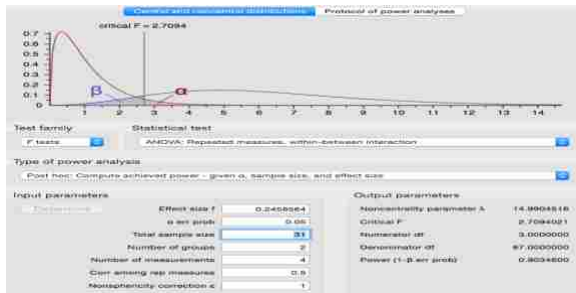 Central and noncentral distributions Protocol of power analyses
critical F = 2.7094
0.7
0.6
0.5
0.4
0.3
0.2
0.1
0
β α
1 2 3 4 5 6 7 8 9 10 11 12 13 14
Test family Statistical test
F tests ANOVA: Repeated measures, within-between interaction
Type of power analysis
Post hoc: Compute achieved power - given α, sample size, and effect size
Input parameters Output parameters
Determine Effect size f 0.2458564 Noncentrality parameter λ 14.9904516
α err prob 0.05 Critical F 2.7094021
Total sample size 31 Numerator df 3.0000000
Number of groups 2 Denominator df 87.0000000
Number of measurements 4 Power (1-β err prob) 0.9034600
Corr among rep measures 0.5
Nonsphericity correction ε 1